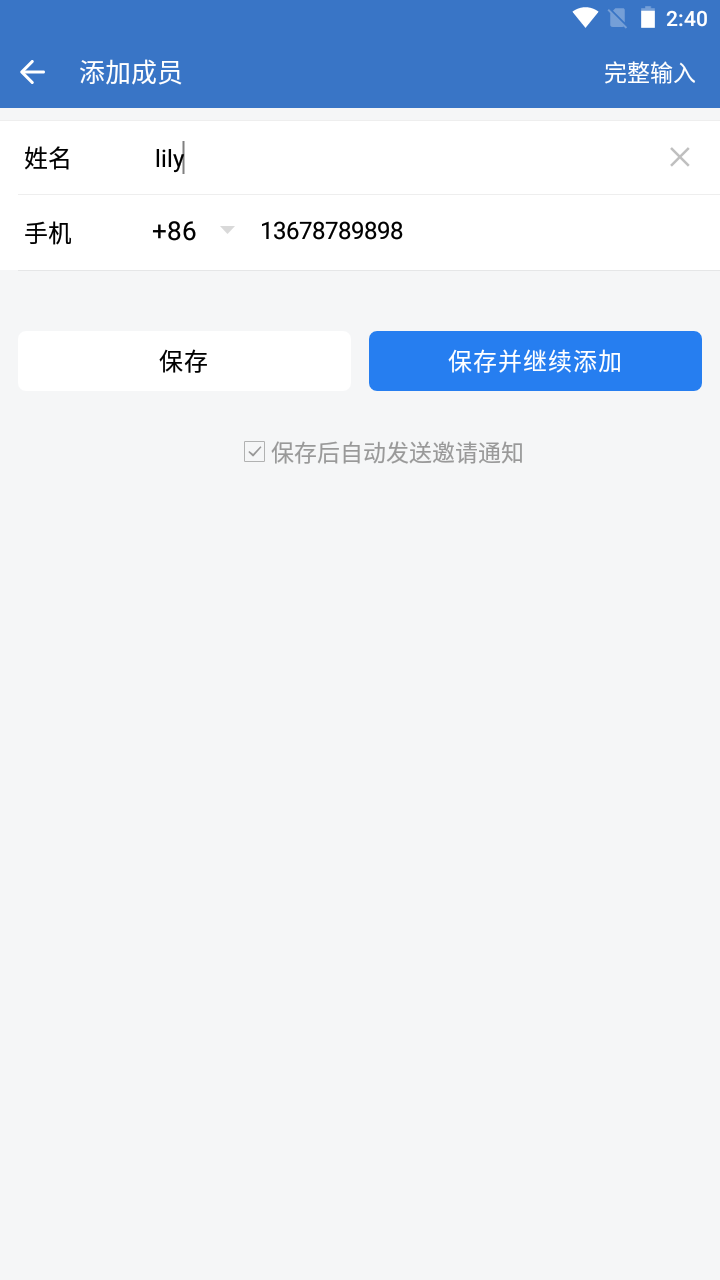 2:40
添加成员 完整输入
姓名 lily
手机 +86 13678789898
保存 保存并继续添加
保存后自动发送邀请通知